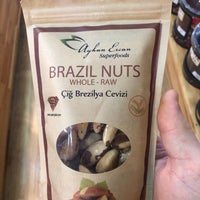 Ayhan Ercan
Superfoods
BRAZIL NUTS
WHOLE - RAW
Çiğ Brezilya Cevizi